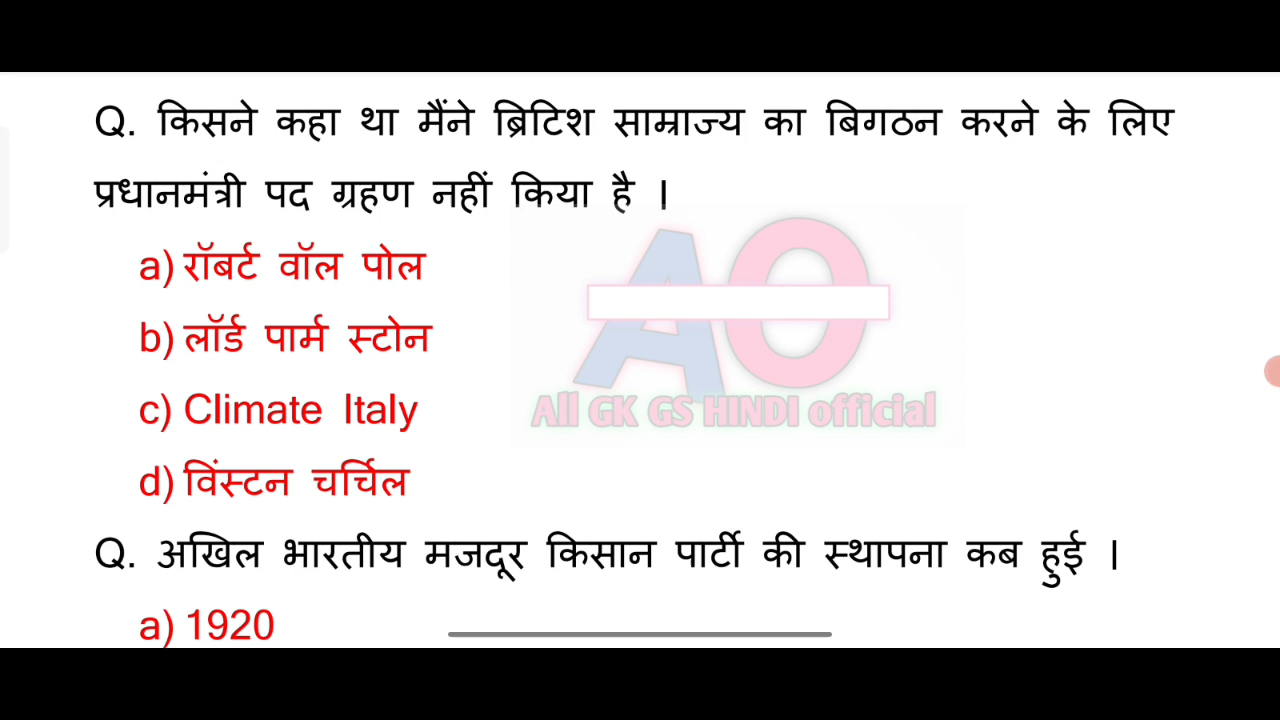 Q. किसने कहा था मैंने ब्रिटिश साम्राज्य का बिगठन करने के लिए
प्रधानमंत्री पद ग्रहण नहीं किया है ।
a) रॉबर्ट वॉल पोल
b) लॉर्ड पार्म स्टोन
c) Climate Italy
d) विंस्टन चर्चिल
AO
All GK GS HINDI official
Q. अखिल भारतीय मजदूर किसान पार्टी की स्थापना कब हुई ।
a) 1920